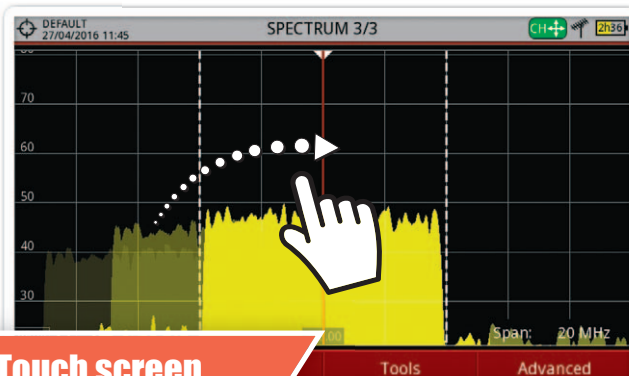 DEFAULT
27/04/2016 11:45
SPECTRUM 3/3
CH
2h36
70
60
50
40
30
Span: 20 MHz
Touch screen
Tools
Advanced